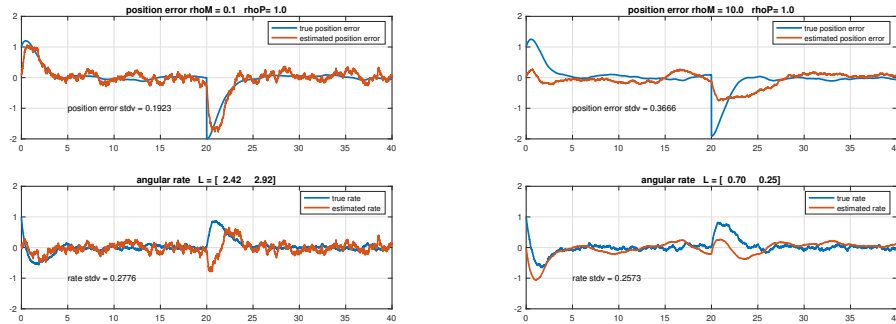 position error rhoM = 0.1 rhoP= 1.0
2
1
0
-1
-2
true position error
estimated position error
position error stdv = 0.1923
0 5 10 15 20 25 30 35 40
angular rate L = [ 2.42 2.92]
2
1
0
-1
-2
true rate
estimated rate
rate stdv = 0.2776
0 5 10 15 20 25 30 35 40
position error rhoM = 10.0 rhoP= 1.0
2
1
0
-1
-2
true position error
estimated position error
position error stdv = 0.3666
0 5 10 15 20 25 30 35 40
angular rate L = [ 0.70 0.25]
2
1
0
-1
-2
true rate
estimated rate
rate stdv = 0.2573
0 5 10 15 20 25 30 35 40